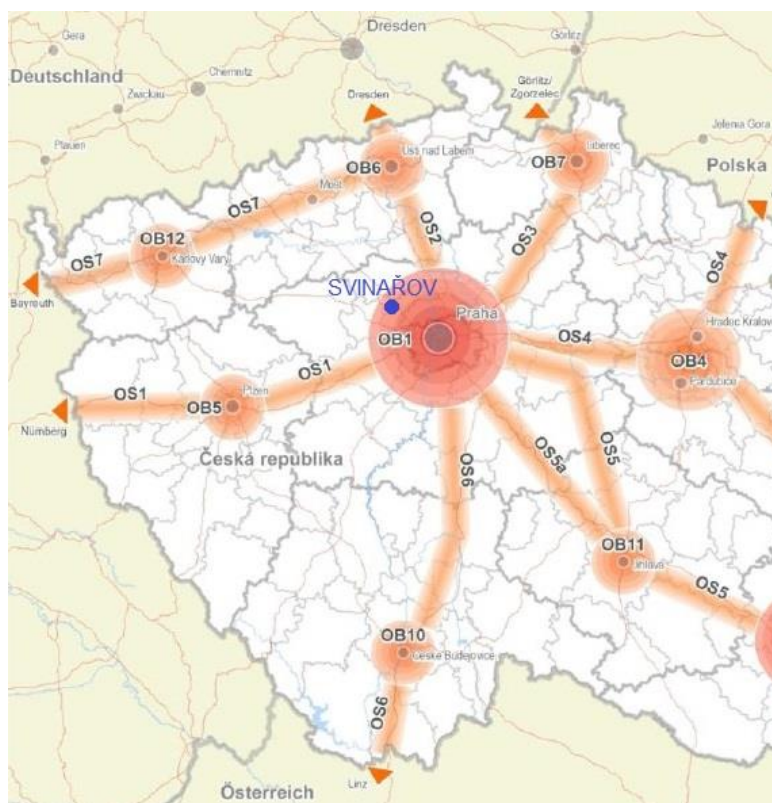 Dresden
Gera
Görlitz
Deutschland
Chemnitz
Zwickau
Dresden
Görlitz/
Zgorzelec
Plauen
Jelenia Gora
Ústí nad Labem
Liberec
OB6
OB7
Polska
Most
OS7
OS2
OS3
OB12
Karlovy Vary
OS7
OS4
Bayreuth
SVINAŘOV
Praha
OB1
OS4
Hradec Králové
OB4
Pardubice
OS1
OS1
Plzeň
OB5
Nürnberg
Česká republika
OS6
OS5a
OS5
OB11
Jihlava
OS5
OB10
České Budějovice
OS6
Linz
Österreich